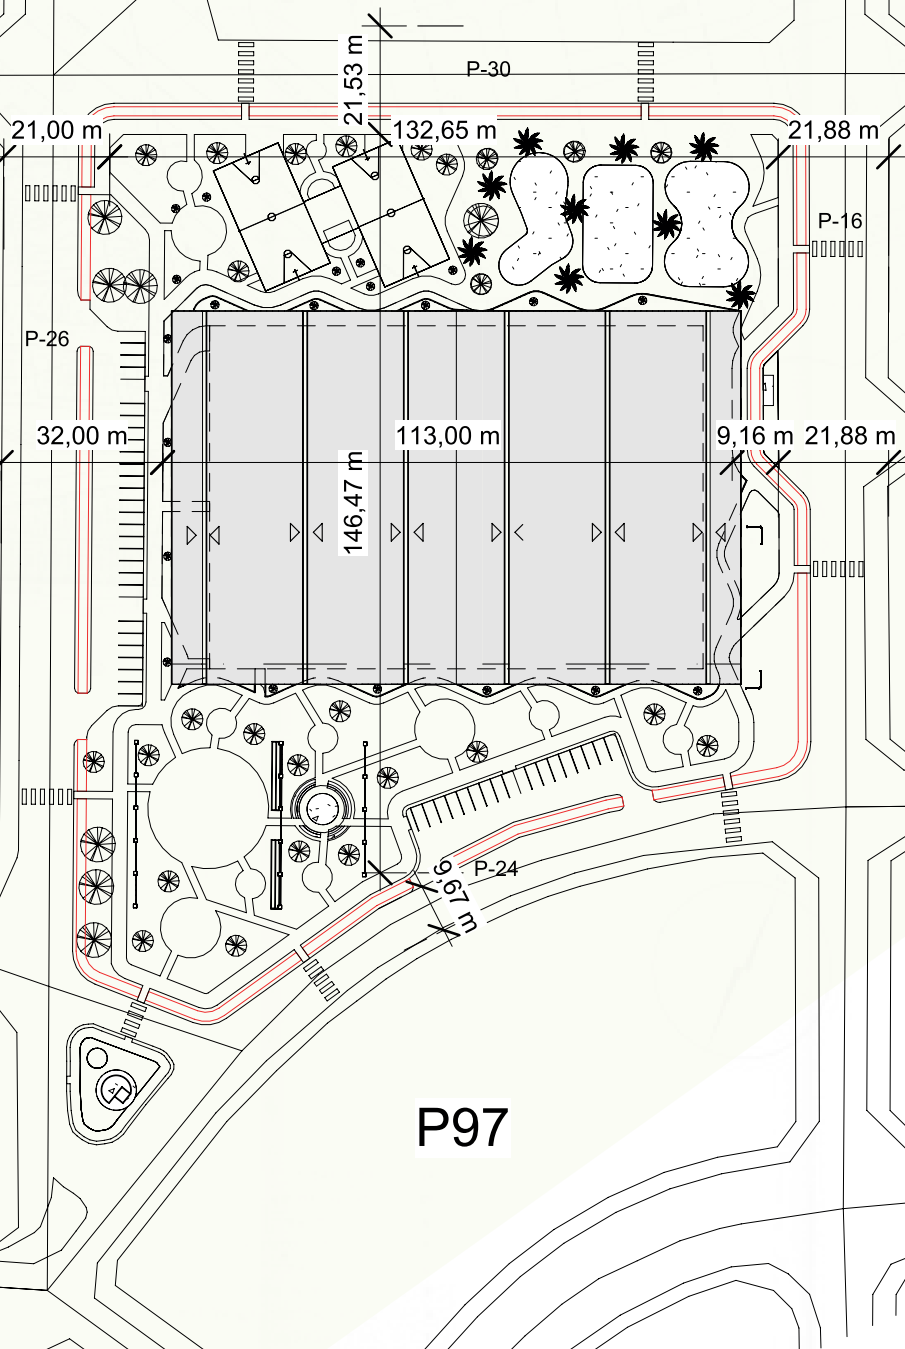 P-30
21,53 m
21,00 m
132,65 m
21,88 m
P-16
P-26
32,00 m
113,00 m
9,16 m
21,88 m
146,47 m
P-24
9,67 m
P97